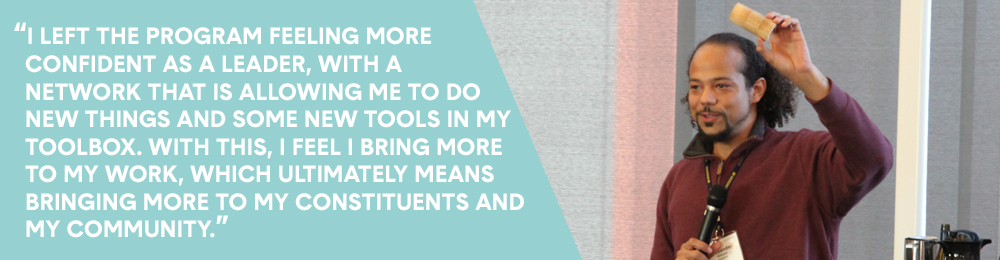 “I LEFT THE PROGRAM FEELING MORE
CONFIDENT AS A LEADER, WITH A
NETWORK THAT IS ALLOWING ME TO DO
NEW THINGS AND SOME NEW TOOLS IN MY
TOOLBOX. WITH THIS, I FEEL I BRING MORE
TO MY WORK, WHICH ULTIMATELY MEANS
BRINGING MORE TO MY CONSTITUENTS AND
MY COMMUNITY.”